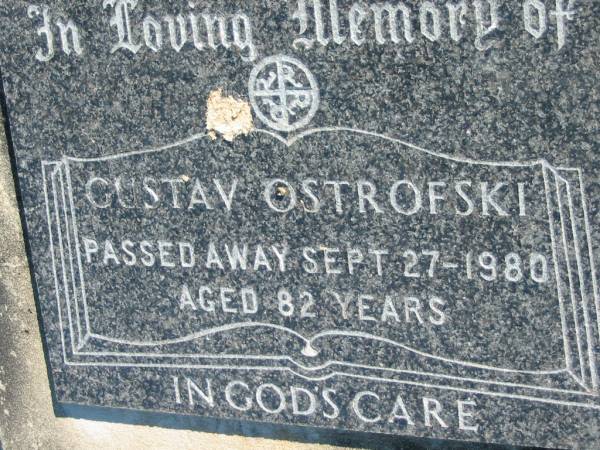 In Loving Memory of
GUSTAV OSTROFSKI
PASSED AWAY SEPT 27-1980
AGED 82 YEARS
IN GODS CARE